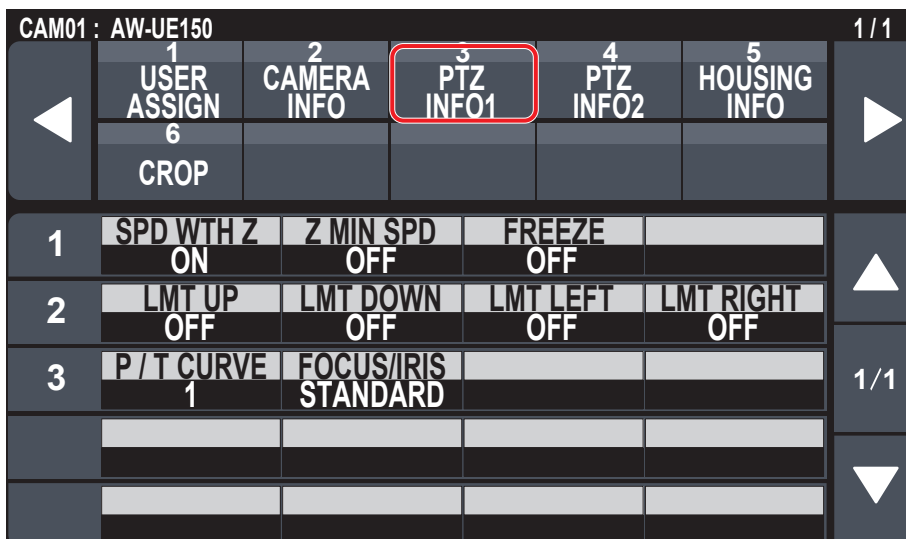 CAM01 : AW-UE150 1 / 1
1 2 3 4 5
USER CAMERA PTZ PTZ HOUSING
ASSIGN INFO INFO1 INFO2 INFO
6
CROP
1 SPD WTH Z Z MIN SPD FREEZE
ON OFF OFF
2 LMT UP LMT DOWN LMT LEFT LMT RIGHT
OFF OFF OFF OFF
3 P / T CURVE FOCUS/IRIS 1/1
1 STANDARD